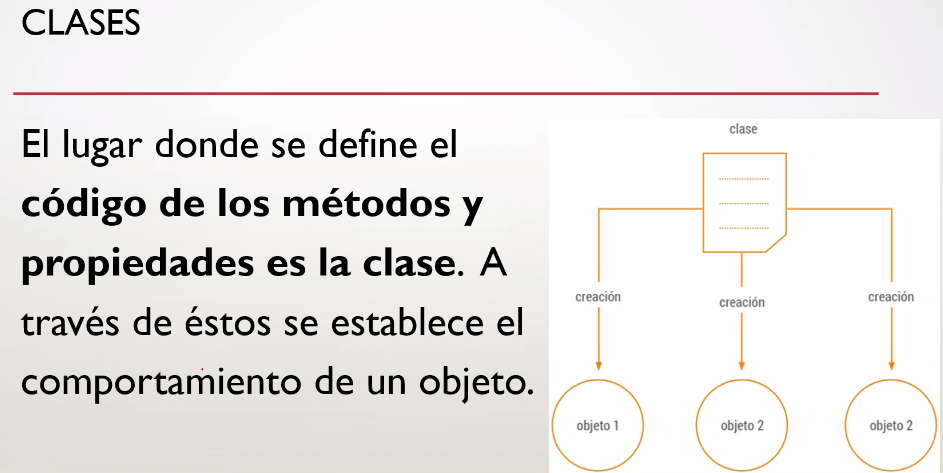 CLASES
El lugar donde se define el
código de los métodos y
propiedades es la clase. A
través de éstos se establece el
comportamiento de un objeto.
clase
creación
creación
creación
objeto 1
objeto 2
objeto 2